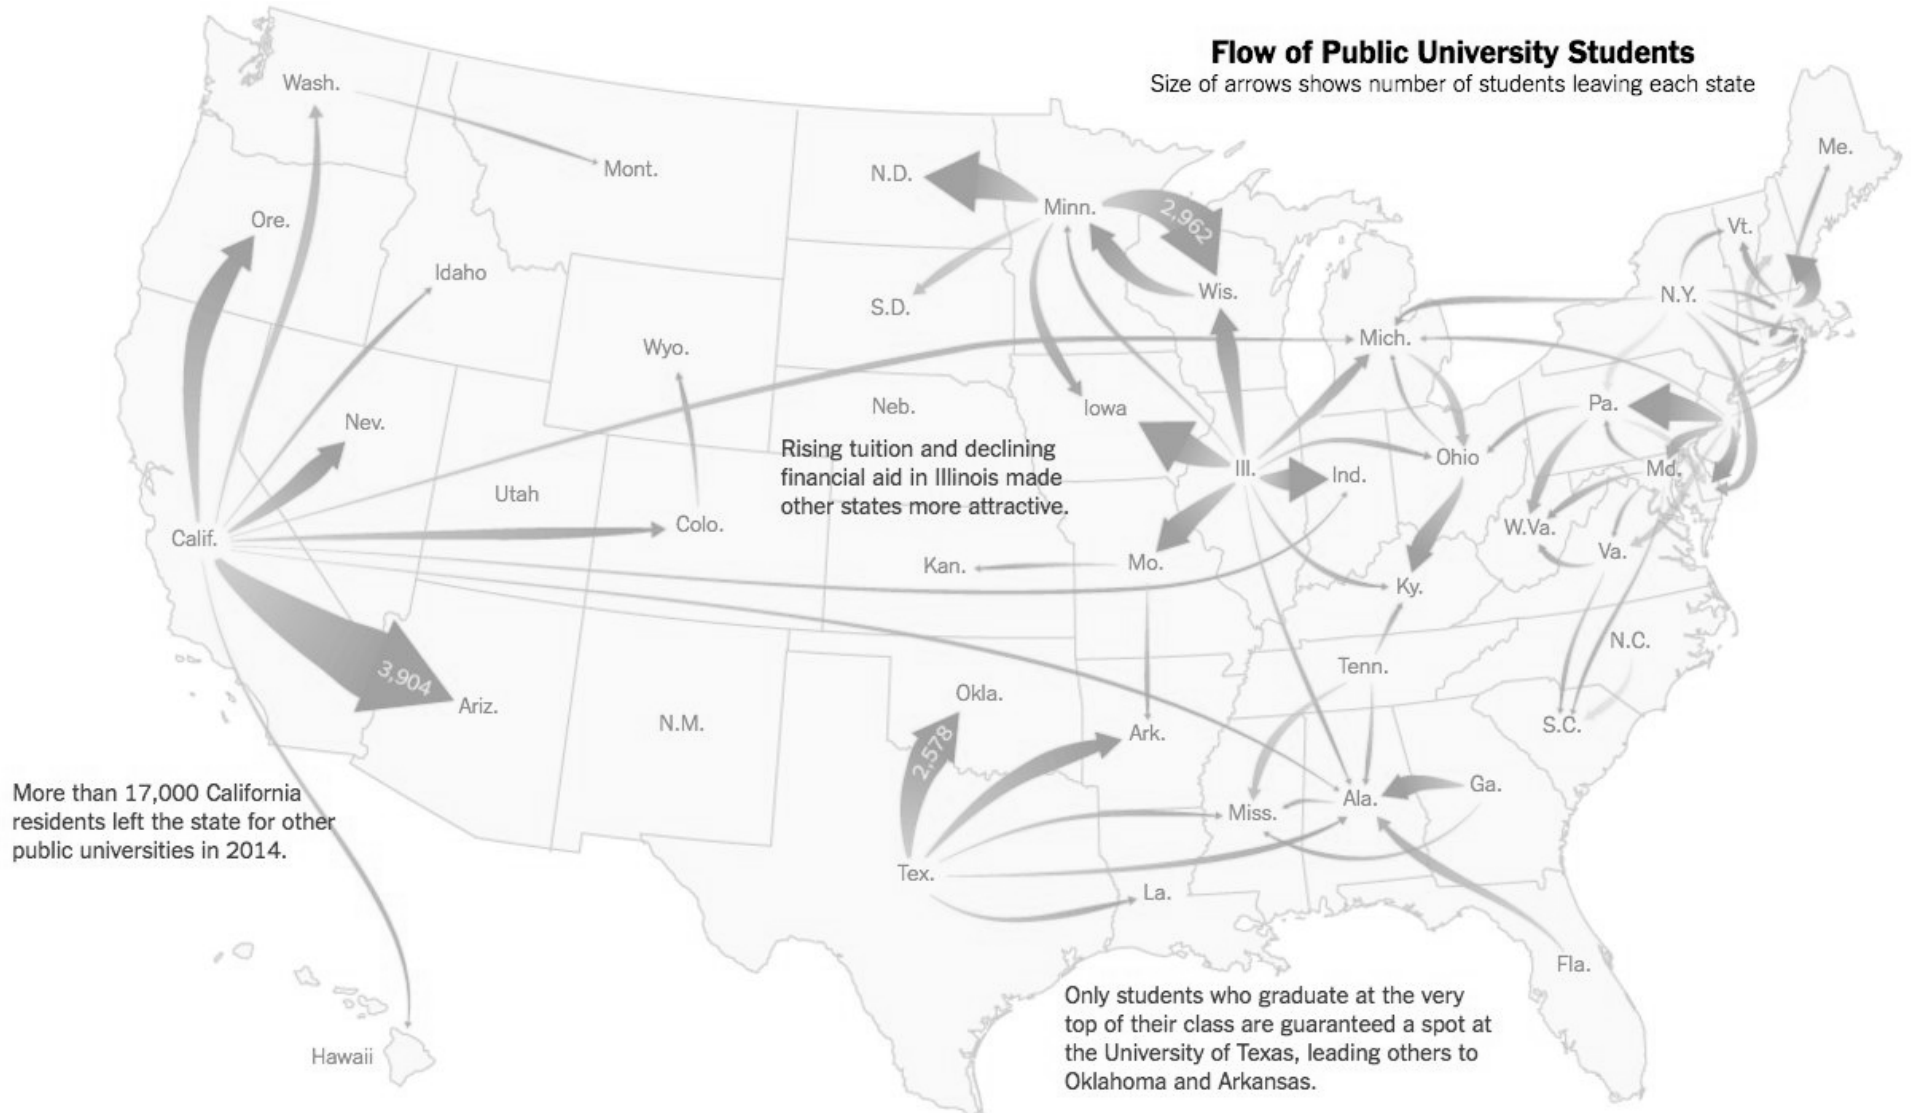 Flow of Public University Students
Size of arrows shows number of students leaving each state
Wash.
Mont.
N.D.
Minn.
2,962
Me.
Vt.
Ore.
Idaho
S.D.
Wis.
N.Y.
Wyo.
Mich.
Nev.
Neb.
Iowa
Pa.
Rising tuition and declining
financial aid in Illinois made
other states more attractive.
Utah
Ill.
Ind.
Ohio
Md.
Calif.
Colo.
Kan.
Mo.
Ky.
W.Va.
Va.
3,904
Ariz.
N.M.
Okla.
2,578
Ark.
Tenn.
N.C.
S.C.
More than 17,000 California
residents left the state for other
public universities in 2014.
Tex.
Miss.
Ala.
Ga.
La.
Fla.
Only students who graduate at the very
top of their class are guaranteed a spot at
the University of Texas, leading others to
Oklahoma and Arkansas.
Hawaii